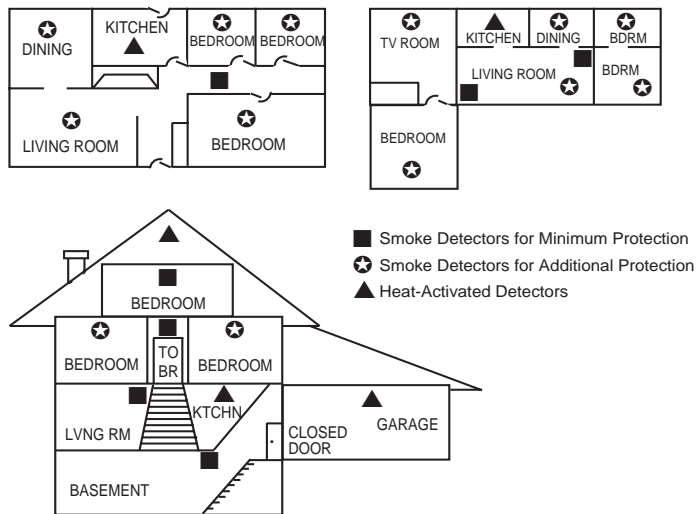 DINING
KITCHEN
BEDROOM
BEDROOM
LIVING ROOM
BEDROOM
TV ROOM
KITCHEN
DINING
BDRM
LIVING ROOM
BDRM
BEDROOM
Smoke Detectors for Minimum Protection
Smoke Detectors for Additional Protection
Heat-Activated Detectors
BEDROOM
BEDROOM
TO
BR
BEDROOM
LVNG RM
KTCHN
CLOSED
DOOR
GARAGE
BASEMENT